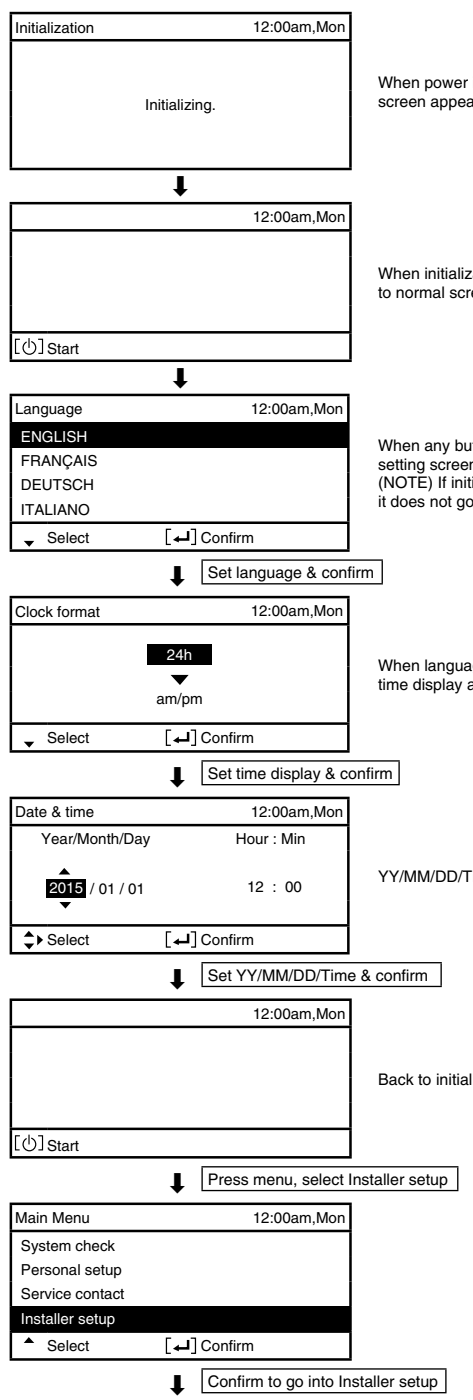 Initialization 12:00am,Mon
Initializing.
When power
screen appea
12:00am,Mon
When initializa
to normal scre
[⏻] Start
Language 12:00am,Mon
ENGLISH
FRANÇAIS
DEUTSCH
ITALIANO
When any but
setting screen
(NOTE) If initi
it does not go
Select [↵] Confirm
Set language & confirm
Clock format 12:00am,Mon
24h
am/pm
When langua
time display a
Select [↵] Confirm
Set time display & confirm
Date & time 12:00am,Mon
Year/Month/Day Hour : Min
2015 / 01 / 01 12 : 00
YY/MM/DD/T
Select [↵] Confirm
Set YY/MM/DD/Time & confirm
12:00am,Mon
Back to initial
[⏻] Start
Press menu, select Installer setup
Main Menu 12:00am,Mon
System check
Personal setup
Service contact
Installer setup
Select [↵] Confirm
Confirm to go into Installer setup